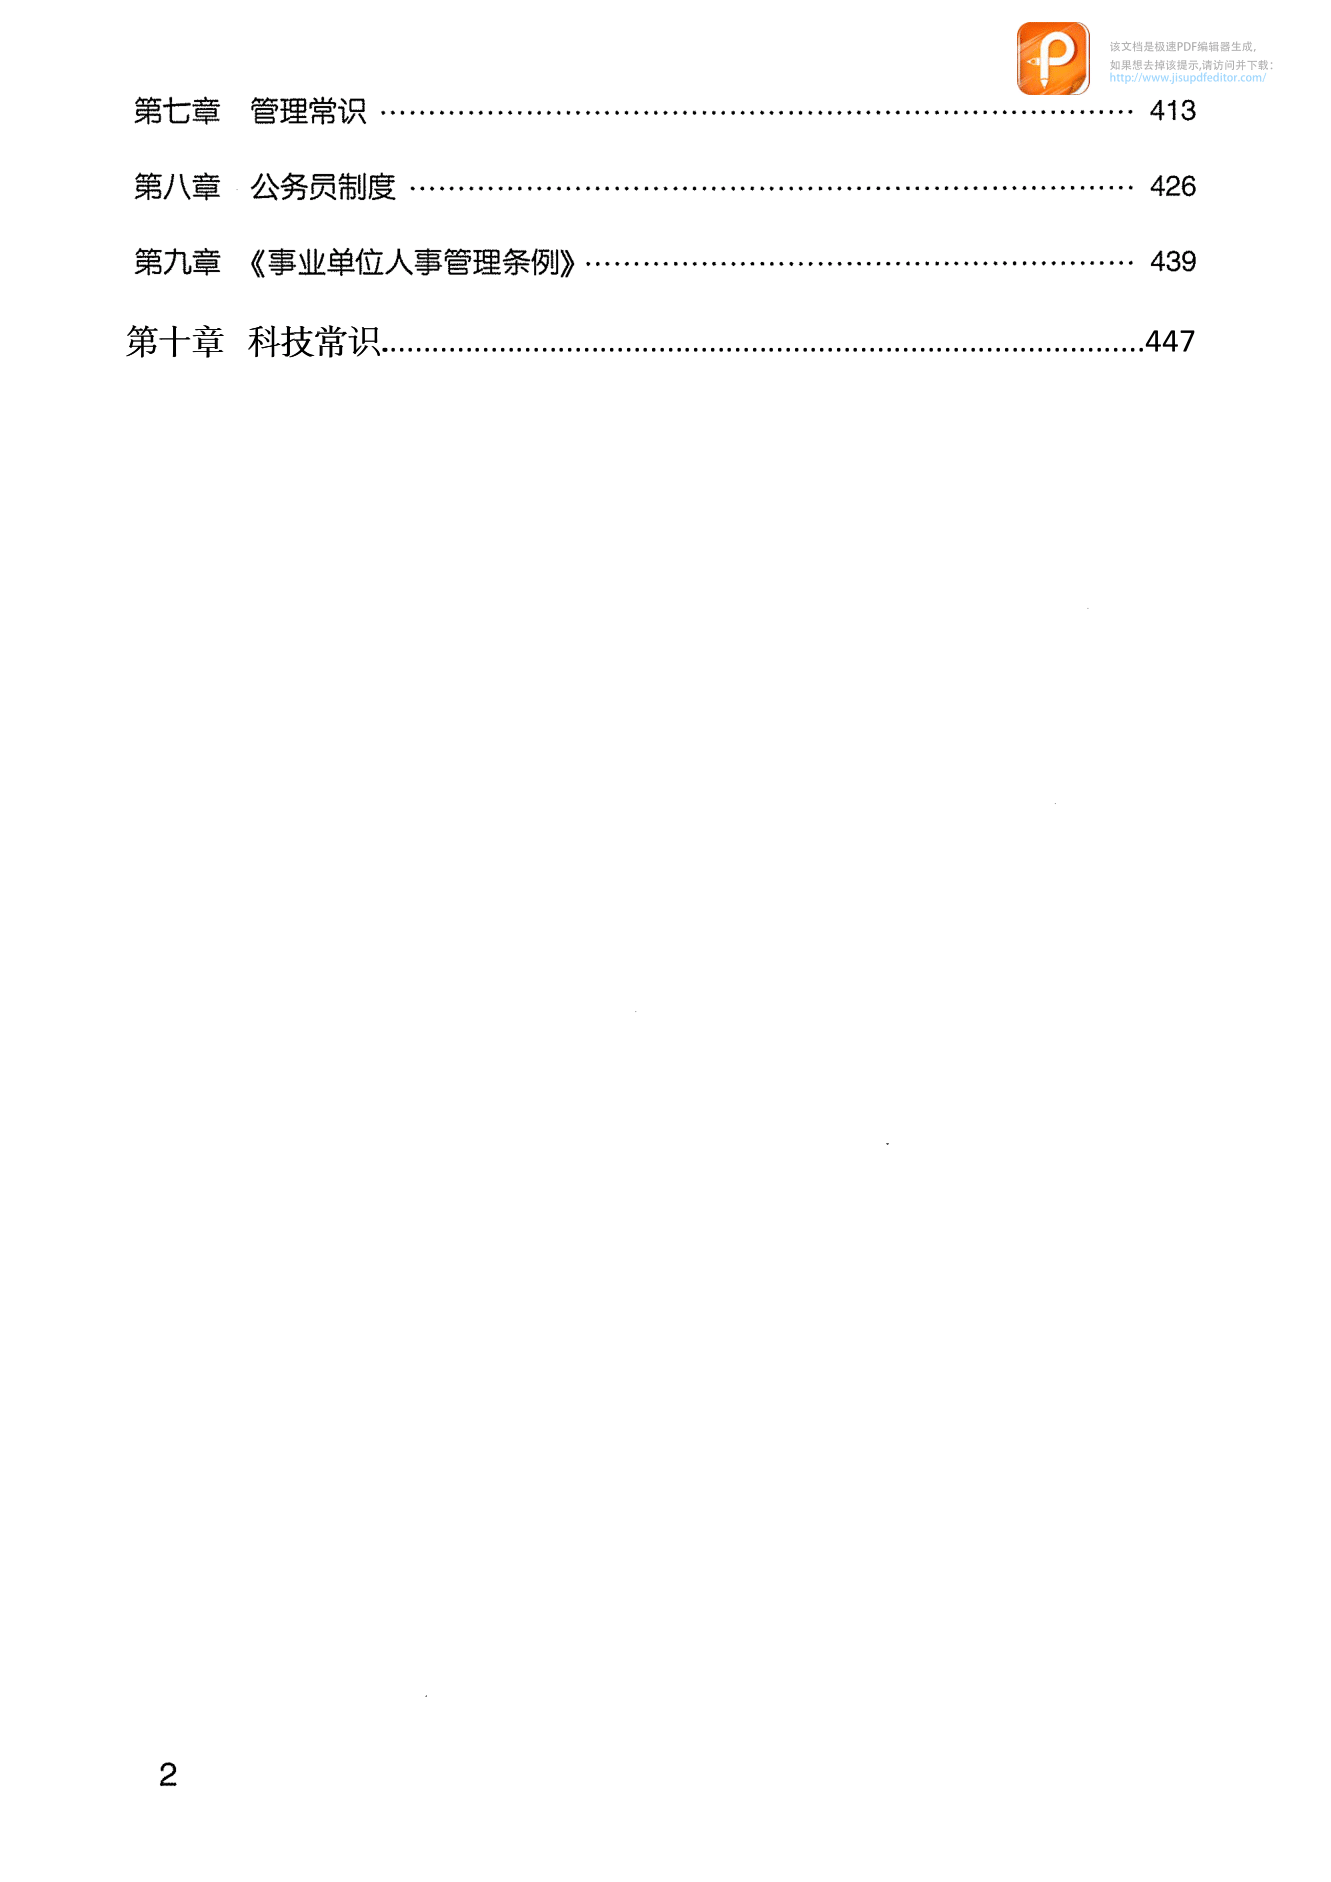 该文档是极速PDF编辑器生成,
如果想去掉该提示,请访问并下载:
http://www.jisupdfeditor.com/
第七章 管理常识 …………………………………………………………………… 413
第八章 公务员制度 ………………………………………………………………… 426
第九章 《事业单位人事管理条例》………………………………………………… 439
第十章 科技常识...........................................................................................447
2